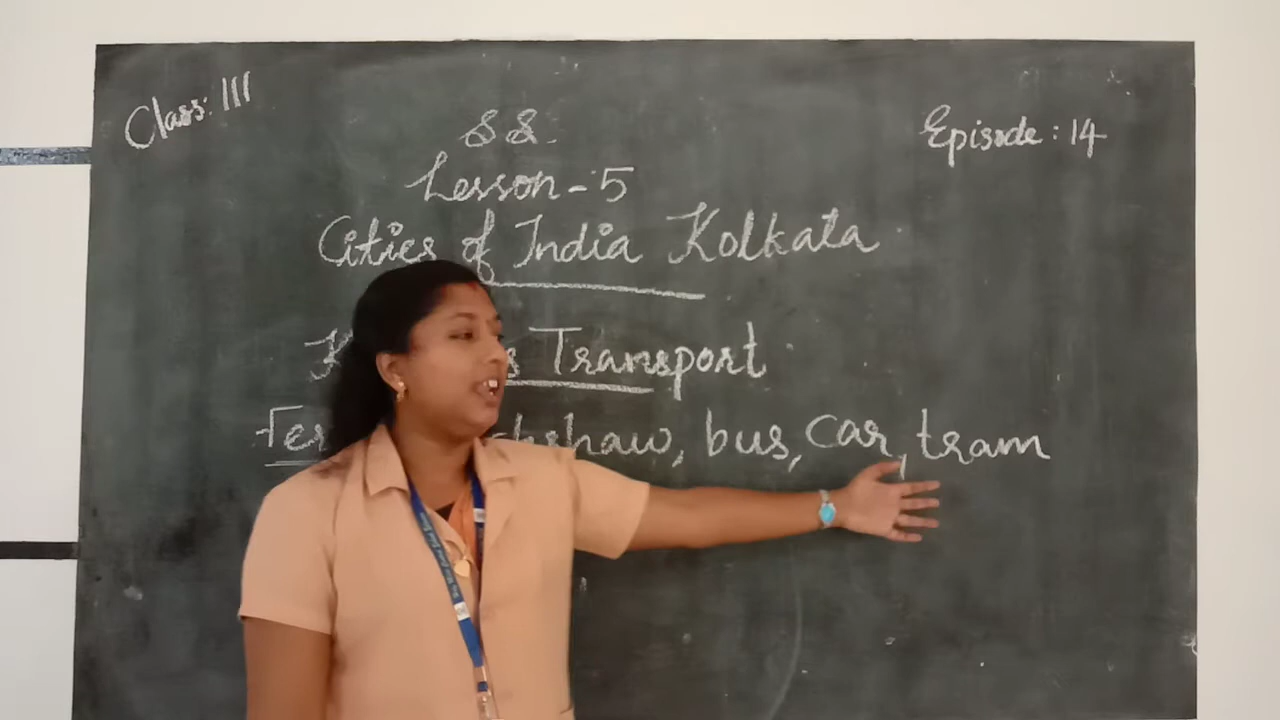 Class: III
S S.
Episode: 14
Lesson - 5
Cities of India Kolkata
Transport
bus, car, tram